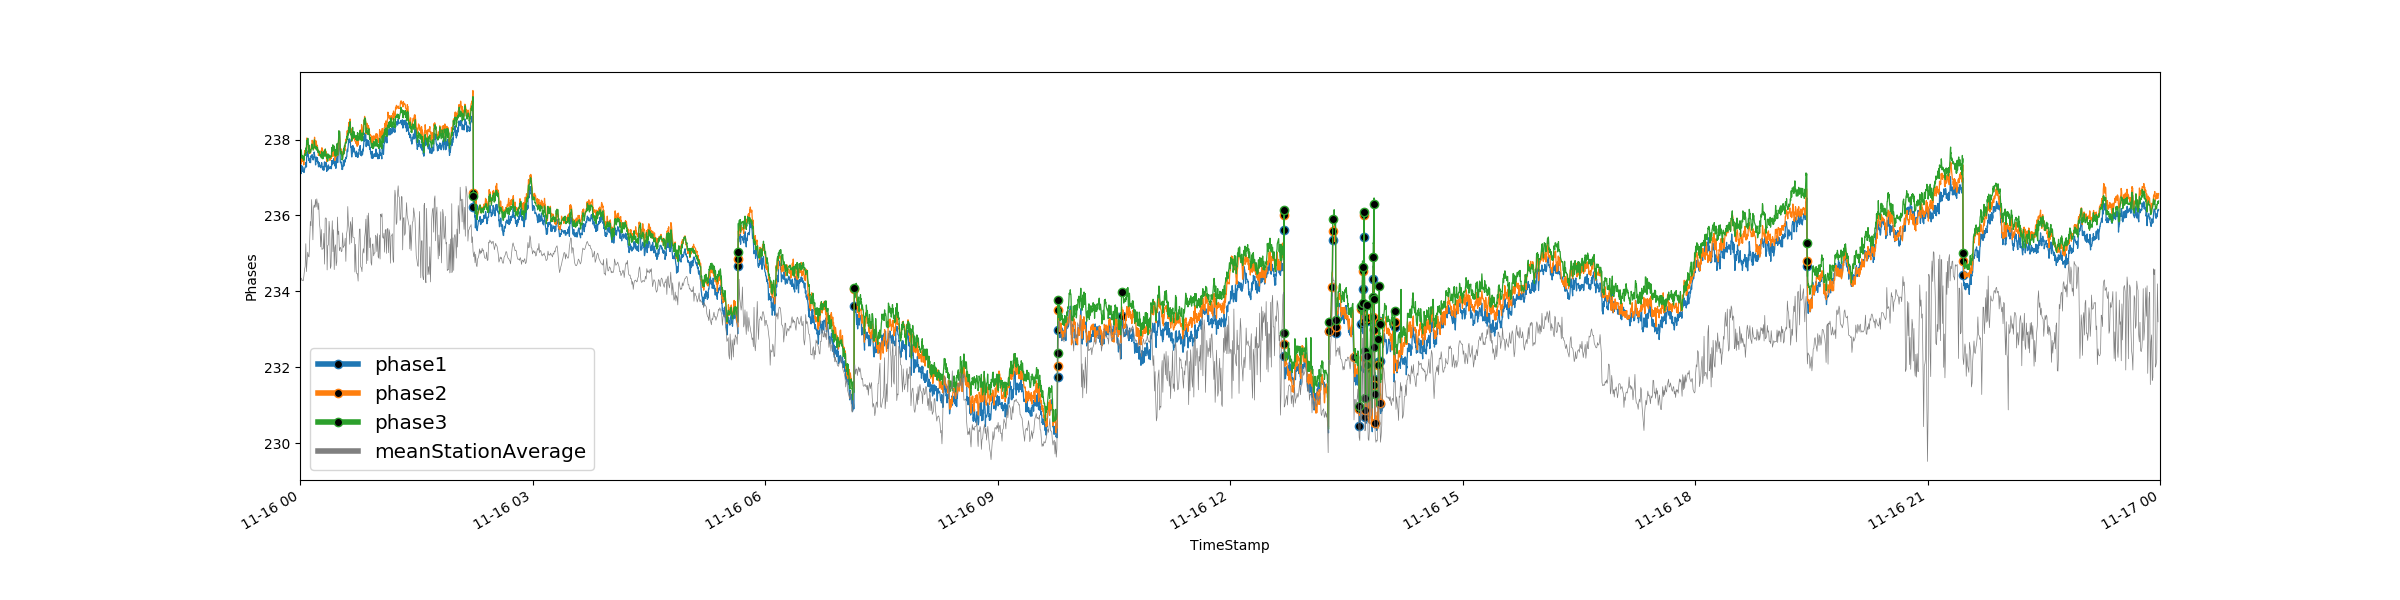 Phases
238
236
234
232
230
phase1
phase2
phase3
meanStationAverage
11-16 00
11-16 03
11-16 06
11-16 09
11-16 12
11-16 15
11-16 18
11-16 21
11-17 00
TimeStamp